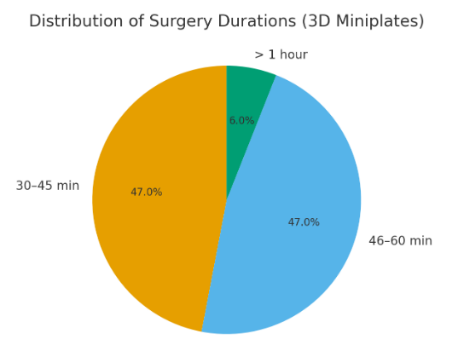 Distribution of Surgery Durations (3D Miniplates)
> 1 hour
6.0%
30–45 min
47.0%
47.0%
46–60 min